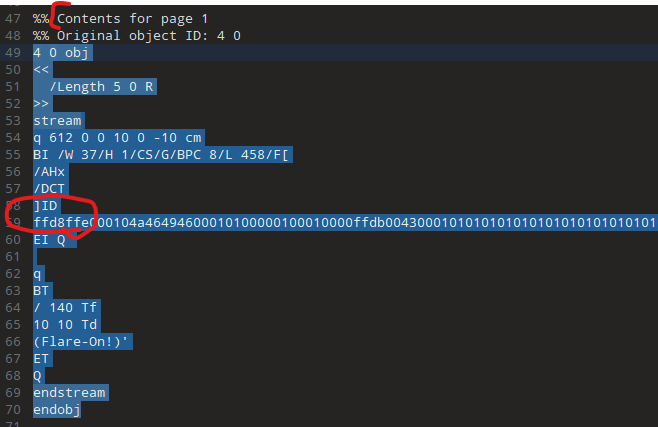 47 %% Contents for page 1
48 %% Original object ID: 4 0
49 4 0 obj
50 <<
51 /Length 5 0 R
52 >>
53 stream
54 q 612 0 0 10 0 -10 cm
55 BI /W 37/H 1/CS/G/BPC 8/L 458/F[
56 /AHx
57 /DCT
58 ]ID
59 ffd8ffe000104a46494600010100000100010000ffdb0043000101010101010101010101010101
60 EI Q
61
62 q
63 BT
64 / 140 Tf
65 10 10 Td
66 (Flare-On!)'
67 ET
68 Q
69 endstream
70 endobj
71